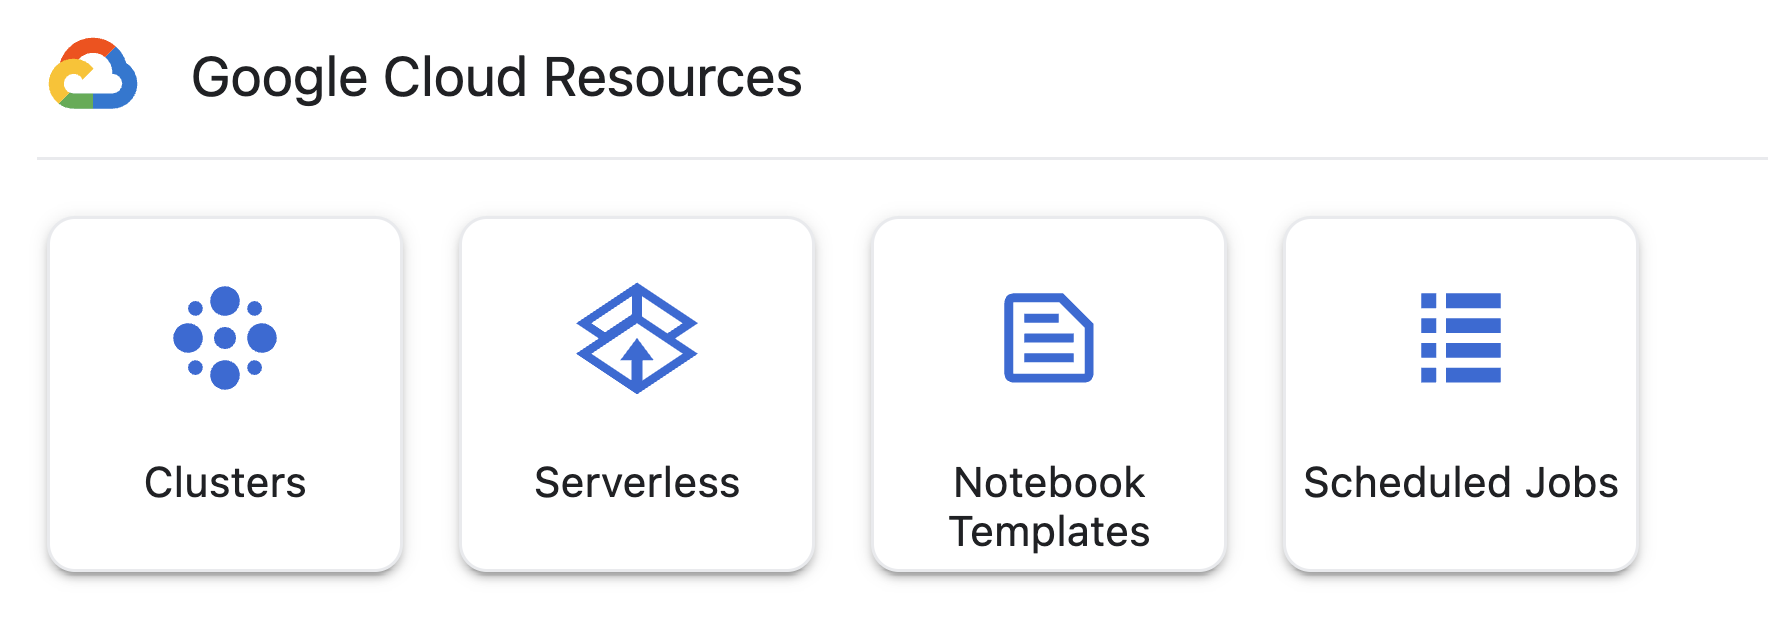 Google Cloud Resources
Clusters
Serverless
Notebook
Templates
Scheduled Jobs